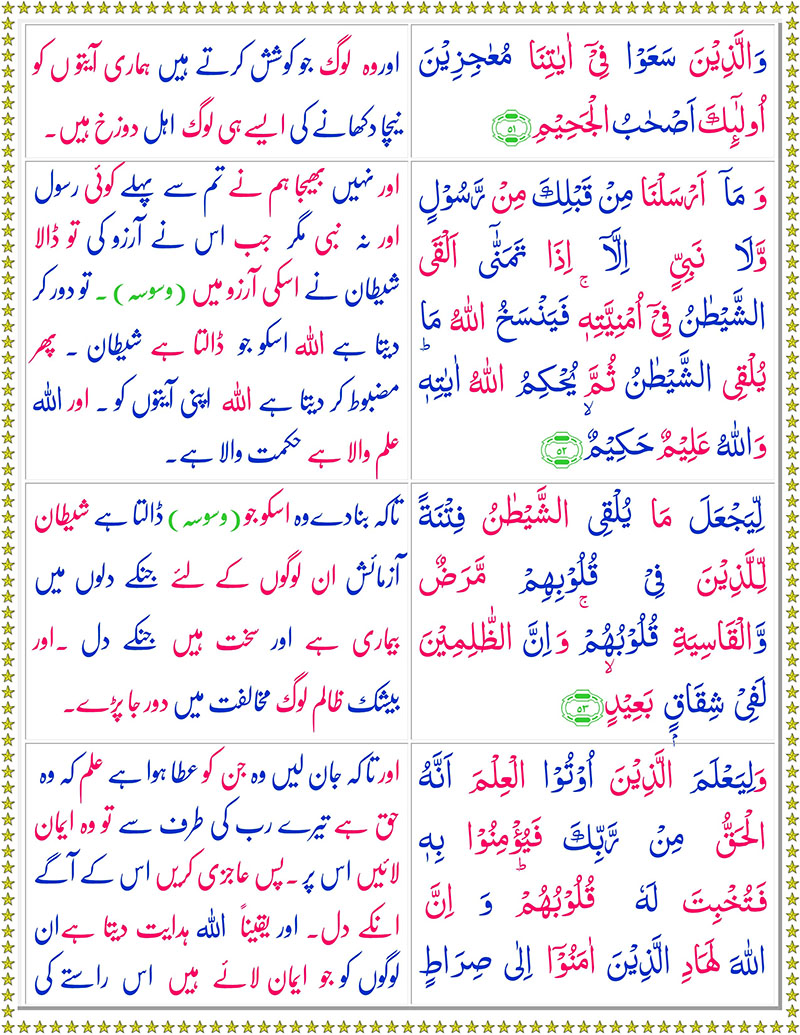 وَالَّذِيْنَ سَعَوْا فِيْۤ اٰيٰتِنَا مُعٰجِزِيْنَ
اُولٰٓئِكَ اَصْحٰبُ الْجَحِيْمِ ۝۵۱
اوروہ لوگ جو کوشش کرتے ہیں ہماری آیتوں کو
نیچا دکھانے کی ایسے ہی لوگ اہل دوزخ ہیں۔
وَ مَاۤ اَرْسَلْنَا مِنْ قَبْلِكَ مِنْ رَّسُوْلٍ
وَّلَا نَبِيٍّ اِلَّاۤ اِذَا تَمَنّٰۤى اَلْقَى
الشَّيْطٰنُ فِيْۤ اُمْنِيَّتِهٖ ۚ فَيَنْسَخُ اللهُ مَا
يُلْقِى الشَّيْطٰنُ ثُمَّ يُحْكِمُ اللهُ اٰيٰتِهٖ ؕ
وَاللهُ عَلِيْمٌ حَكِيْمٌ ۙ ۝۵۲
اور نہیں بھیجا ہم نے تم سے پہلے کوئی رسول
اور نہ نبی مگر جب اس نے آرزو کی تو ڈالا
شیطان نے اسکی آرزو میں (وسوسہ)۔ تو دور کر
دیتا ہے اللہ اسکو جو ڈالتا ہے شیطان ۔ پھر
مضبوط کر دیتا ہے اللہ اپنی آیتوں کو ۔ اور اللہ
علم والا ہے حکمت والا ہے۔
لِّيَجْعَلَ مَا يُلْقِى الشَّيْطٰنُ فِتْنَةً
لِّلَّذِيْنَ فِيْ قُلُوْبِهِمْ مَّرَضٌ
وَّالْقَاسِيَةِ قُلُوْبُهُمْ ۚ وَاِنَّ الظّٰلِمِيْنَ
لَفِيْ شِقَاقٍۭ بَعِيْدٍ ۙ ۝۵۳
تاکہ بنادے وہ اسکو جو (وسوسہ) ڈالتا ہے شیطان
آزمائش ان لوگوں کے لئے جنکے دلوں میں
بیماری ہے اور سخت ہیں جنکے دل ۔اور
بیشک ظالم لوگ مخالفت میں دور جا پڑے۔
وَلِيَعْلَمَ الَّذِيْنَ اُوْتُوا الْعِلْمَ اَنَّهُ
الْحَقُّ مِنْ رَّبِّكَ فَيُؤْمِنُوْا بِهٖ
فَتُخْبِتَ لَهٗ قُلُوْبُهُمْ ؕ وَ اِنَّ
اللهَ لَهَادِ الَّذِيْنَ اٰمَنُوْۤا اِلٰى صِرَاطٍ
اور تاکہ جان لیں وہ جن کو عطا ہوا ہے علم کہ وہ
حق ہے تیرے رب کی طرف سے تو وہ ایمان
لائیں اس پر ۔پس عاجزی کریں اس کے آگے
انکے دل۔ اور یقیناً اللہ ہدایت دیتا ہے ان
لوگوں کو جو ایمان لائے ہیں اس راستے کی